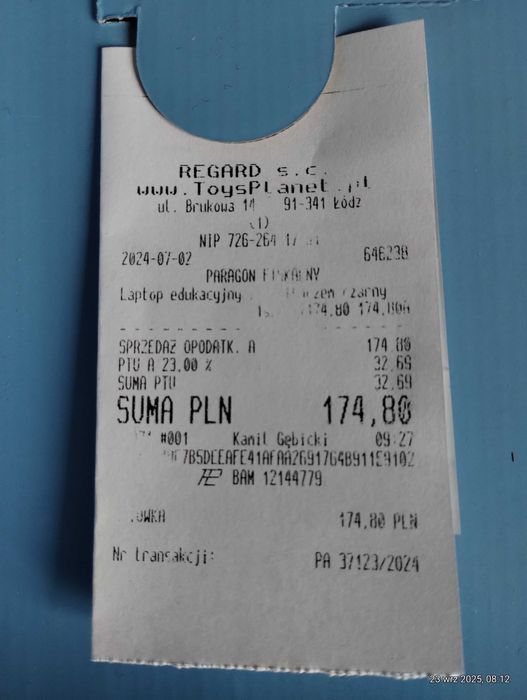 REGARD s.c.
www.ToysPlanet.pl
ul. Brukowa 14 91-341 Łódź
(1)
NIP 726-264
2024-07-02 646238
PARAGON FISKALNY
Laptop edukacyjny czarny
174,80 174,80A
SPRZEDAŻ OPODATK. A 174,80
PTU A 23,00 % 32,69
SUMA PTU 32,69
SUMA PLN 174,80
#001 Kamil Gębicki 09:27
BAM 12144779
174,80 PLN
Nr transakcji: PA 37123/2024
23 wrz 2025, 08:12